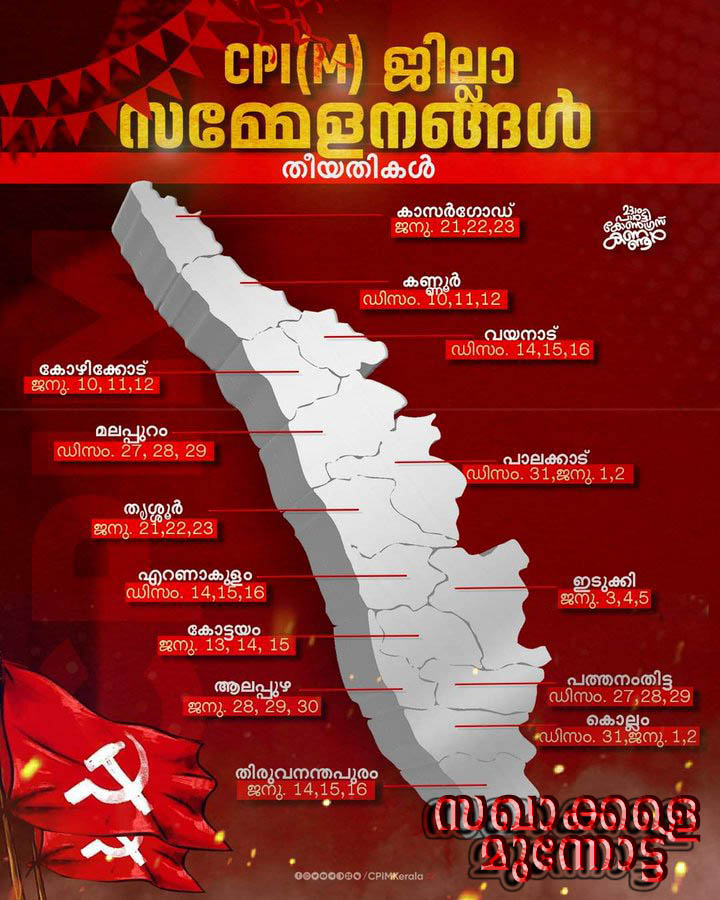 CPI(M) ജില്ലാ
സമ്മേളനങ്ങൾ
തീയതികൾ
കാസർഗോഡ്
ജനു. 21,22,23
കണ്ണൂർ
ഡിസം. 10,11,12
വയനാട്
ഡിസം. 14,15,16
കോഴിക്കോട്
ജനു. 10,11,12
മലപ്പുറം
ഡിസം. 27, 28, 29
പാലക്കാട്
ഡിസം. 31,ജനു. 1,2
തൃശ്ശൂർ
ജനു. 21,22,23
എറണാകുളം
ഡിസം. 14,15,16
ഇടുക്കി
ജനു. 3,4,5
കോട്ടയം
ജനു. 13, 14, 15
ആലപ്പുഴ
ജനു. 28, 29, 30
പത്തനംതിട്ട
ഡിസം. 27,28,29
കൊല്ലം
ഡിസം. 31,ജനു. 1,2
തിരുവനന്തപുരം
ജനു. 14,15,16
സഖാക്കളെ
മുന്നോട്ട്
/CPIMKerala